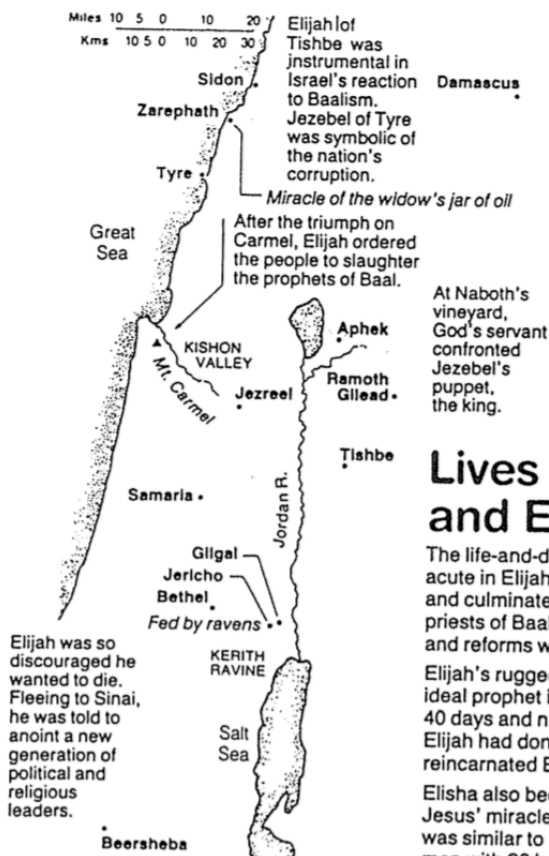 Miles 10 5 0 10 20
Kms 10 5 0 10 20 30
Elijah of
Tishbe was
instrumental in
Israel's reaction
to Baalism.
Jezebel of Tyre
was symbolic of
the nation's
corruption.
Sidon
Damascus
Zarephath
Tyre
Miracle of the widow's jar of oil
Great
Sea
After the triumph on
Carmel, Elijah ordered
the people to slaughter
the prophets of Baal.
At Naboth's
vineyard,
God's servant
confronted
Jezebel's
puppet,
the king.
Aphek
KISHON
VALLEY
Mt. Carmel
Ramoth
Gilead
Jezreel
Tishbe
Samaria
Jordan R.
Lives
and E
The life-and-d
acute in Elijah
and culminate
priests of Baal
and reforms w
Elijah's rugge
ideal prophet i
40 days and n
Elijah had don
reincarnated E
Elisha also be
Jesus' miracle
was similar to
Gilgal
Jericho
Bethel
Fed by ravens
KERITH
RAVINE
Salt
Sea
Elijah was so
discouraged he
wanted to die.
Fleeing to Sinai,
he was told to
anoint a new
generation of
political and
religious
leaders.
Beersheba